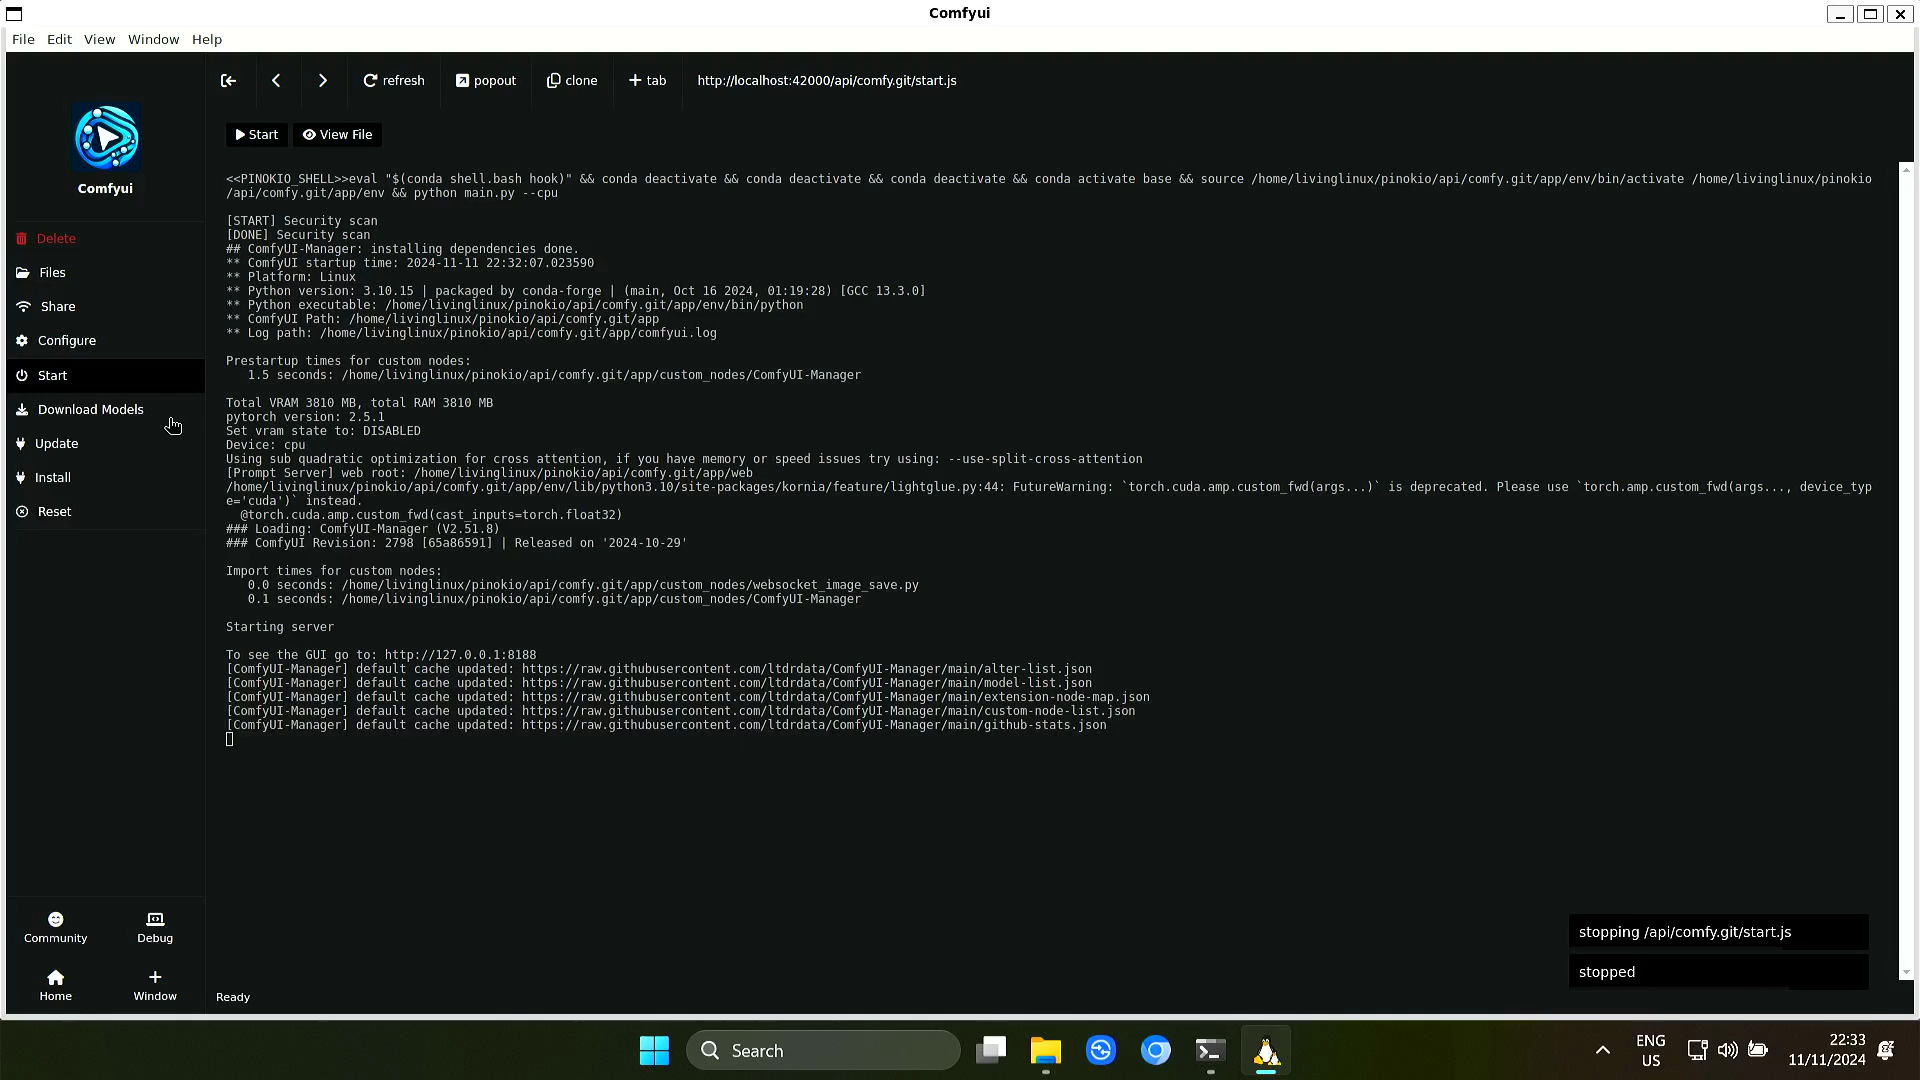 Comfyui
File Edit View Window Help
refresh popout clone + tab http://localhost:42000/api/comfy.git/start.js
Start View File
Comfyui
Delete
Files
Share
Configure
Start
Download Models
Update
Install
Reset
<<PINOKIO_SHELL>>eval "$(conda shell.bash hook)" && conda deactivate && conda deactivate && conda deactivate && conda activate base && source /home/livinglinux/pinokio/api/comfy.git/app/env/bin/activate /home/livinglinux/pinokio
/api/comfy.git/app/env && python main.py --cpu
[START] Security scan
[DONE] Security scan
## ComfyUI-Manager: installing dependencies done.
** ComfyUI startup time: 2024-11-11 22:32:07.023590
** Platform: Linux
** Python version: 3.10.15 | packaged by conda-forge | (main, Oct 16 2024, 01:19:28) [GCC 13.3.0]
** Python executable: /home/livinglinux/pinokio/api/comfy.git/app/env/bin/python
** ComfyUI Path: /home/livinglinux/pinokio/api/comfy.git/app
** Log path: /home/livinglinux/pinokio/api/comfy.git/app/comfyui.log
Prestartup times for custom nodes:
1.5 seconds: /home/livinglinux/pinokio/api/comfy.git/app/custom_nodes/ComfyUI-Manager
Total VRAM 3810 MB, total RAM 3810 MB
pytorch version: 2.5.1
Set vram state to: DISABLED
Device: cpu
Using sub quadratic optimization for cross attention, if you have memory or speed issues try using: --use-split-cross-attention
[Prompt Server] web root: /home/livinglinux/pinokio/api/comfy.git/app/web
/home/livinglinux/pinokio/api/comfy.git/app/env/lib/python3.10/site-packages/kornia/feature/lightglue.py:44: FutureWarning: `torch.cuda.amp.custom_fwd(args...)` is deprecated. Please use `torch.amp.custom_fwd(args..., device_typ
e='cuda')` instead.
@torch.cuda.amp.custom_fwd(cast_inputs=torch.float32)
### Loading: ComfyUI-Manager (V2.51.8)
### ComfyUI Revision: 2798 [65a86591] | Released on '2024-10-29'
Import times for custom nodes:
0.0 seconds: /home/livinglinux/pinokio/api/comfy.git/app/custom_nodes/websocket_image_save.py
0.1 seconds: /home/livinglinux/pinokio/api/comfy.git/app/custom_nodes/ComfyUI-Manager
Starting server
To see the GUI go to: http://127.0.0.1:8188
[ComfyUI-Manager] default cache updated: https://raw.githubusercontent.com/ltdrdata/ComfyUI-Manager/main/alter-list.json
[ComfyUI-Manager] default cache updated: https://raw.githubusercontent.com/ltdrdata/ComfyUI-Manager/main/model-list.json
[ComfyUI-Manager] default cache updated: https://raw.githubusercontent.com/ltdrdata/ComfyUI-Manager/main/extension-node-map.json
[ComfyUI-Manager] default cache updated: https://raw.githubusercontent.com/ltdrdata/ComfyUI-Manager/main/custom-node-list.json
[ComfyUI-Manager] default cache updated: https://raw.githubusercontent.com/ltdrdata/ComfyUI-Manager/main/github-stats.json
stopping /api/comfy.git/start.js
stopped
Community Debug
Home Window
Ready
Search
ENG
US
22:33
11/11/2024